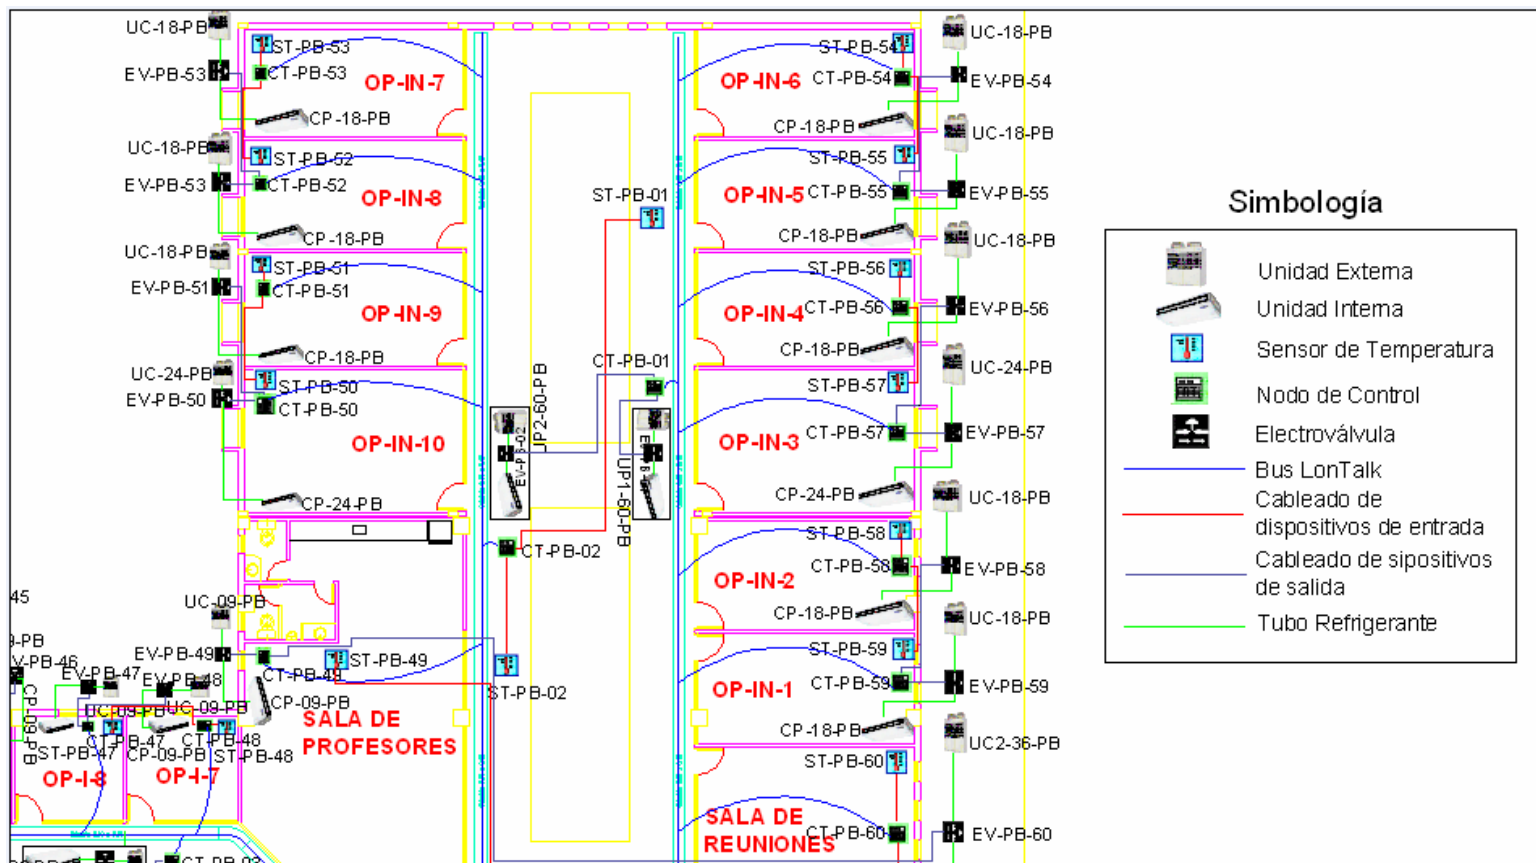 UC-18-PB
ST-PB-53
EV-PB-53
CT-PB-53
OP-IN-7
CP-18-PB
UC-18-PB
ST-PB-52
EV-PB-53
CT-PB-52
OP-IN-8
CP-18-PB
UC-18-PB
ST-PB-51
EV-PB-51
CT-PB-51
OP-IN-9
CP-18-PB
UC-24-PB
ST-PB-50
EV-PB-50
CT-PB-50
OP-IN-10
CP-24-PB
UC-09-PB
EV-PB-49
CT-PB-49
ST-PB-49
CP-09-PB
SALA DE
PROFESORES
45
9-PB
V-PB-46
CP-09-PB
EV-PB-47
EV-PB-48
UC-09-PB
UC-09-PB
ST-PB-47
CT-PB-47
CP-09-PB
CT-PB-48
ST-PB-48
OP-I-8
OP-I-7
CT-PB-03
ST-PB-01
CT-PB-01
UP2-60-PB
EV-PB-02
UP1-60-PB
CT-PB-02
ST-PB-02
UC-18-PB
ST-PB-54
OP-IN-6
CT-PB-54
EV-PB-54
CP-18-PB
UC-18-PB
ST-PB-55
OP-IN-5
CT-PB-55
EV-PB-55
CP-18-PB
UC-18-PB
ST-PB-56
OP-IN-4
CT-PB-56
EV-PB-56
CP-18-PB
UC-24-PB
ST-PB-57
OP-IN-3
CT-PB-57
EV-PB-57
CP-24-PB
UC-18-PB
ST-PB-58
OP-IN-2
CT-PB-58
EV-PB-58
CP-18-PB
UC-18-PB
ST-PB-59
OP-IN-1
CT-PB-59
EV-PB-59
CP-18-PB
UC2-36-PB
ST-PB-60
SALA DE
REUNIONES
CT-PB-60
EV-PB-60
Simbología
Unidad Externa
Unidad Interna
Sensor de Temperatura
Nodo de Control
Electroválvula
Bus LonTalk
Cableado de
dispositivos de entrada
Cableado de sipositivos
de salida
Tubo Refrigerante